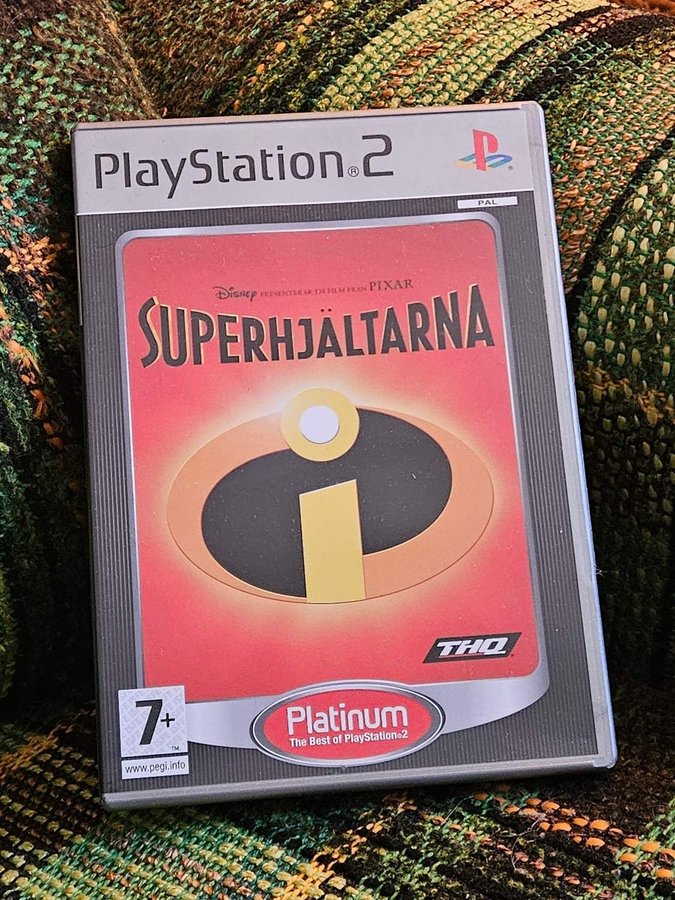 PlayStation®2
PAL
Disney PRESENTERAR EN FILM FRÅN PIXAR
SUPERHJÄLTARNA
THQ
7+
TM
www.pegi.info
Platinum
The Best of PlayStation®2